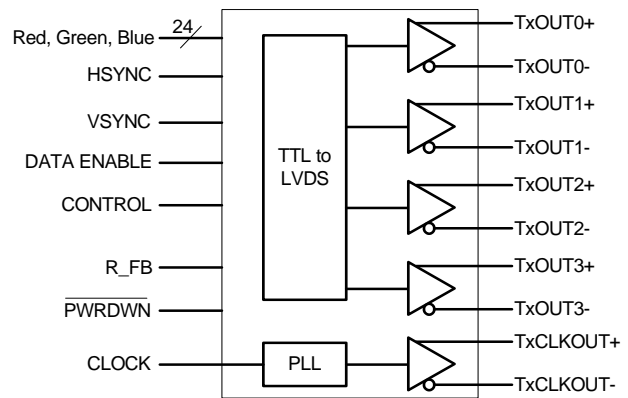 Red, Green, Blue
24
HSYNC
VSYNC
DATA ENABLE
CONTROL
R_FB
PWRDWN
CLOCK
TTL to
LVDS
PLL
TxOUT0+
TxOUT0-
TxOUT1+
TxOUT1-
TxOUT2+
TxOUT2-
TxOUT3+
TxOUT3-
TxCLKOUT+
TxCLKOUT-